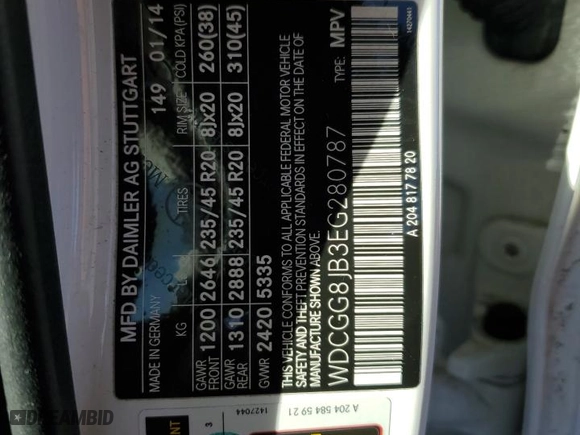 MFD BY DAIMLER AG STUTTGART
MADE IN GERMANY 149 01/14
KG TIRES RIM SIZE COLD KPA (PSI)
GAWR FRONT 1200 2646 235/45 R20 8Jx20 260(38)
GAWR REAR 1310 2888 235/45 R20 8Jx20 310(45)
GVWR 2420 5335
THIS VEHICLE CONFORMS TO ALL APPLICABLE FEDERAL MOTOR VEHICLE
SAFETY AND THEFT PREVENTION STANDARDS IN EFFECT ON THE DATE OF
MANUFACTURE SHOWN ABOVE.
WDCGG8JB3EG280787 TYPE: MPV
A 204 817 78 20
14270441
A 204 584 59 21
1427044
3
DREAMBID